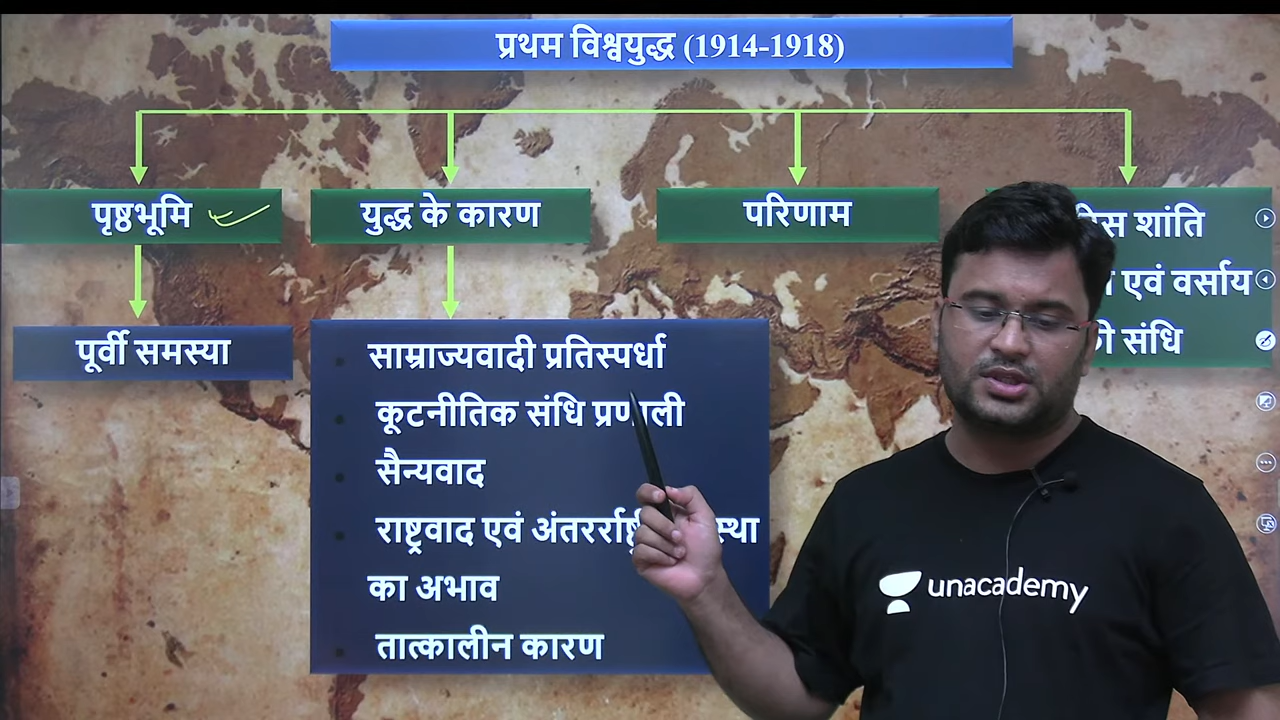 प्रथम विश्वयुद्ध (1914-1918)
पृष्ठभूमि
युद्ध के कारण
परिणाम
शांति
एवं वर्साय
संधि
पूर्वी समस्या
साम्राज्यवादी प्रतिस्पर्धा
कूटनीतिक संधि प्रणाली
सैन्यवाद
राष्ट्रवाद एवं
का अभाव
तात्कालीन कारण
unacademy